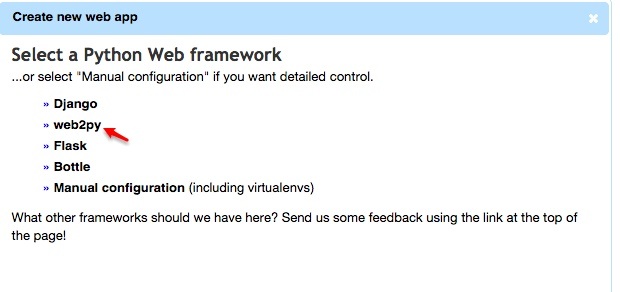 Create new web app ×
Select a Python Web framework
...or select "Manual configuration" if you want detailed control.
» Django
» web2py
» Flask
» Bottle
» Manual configuration (including virtualenvs)
What other frameworks should we have here? Send us some feedback using the link at the top of
the page!